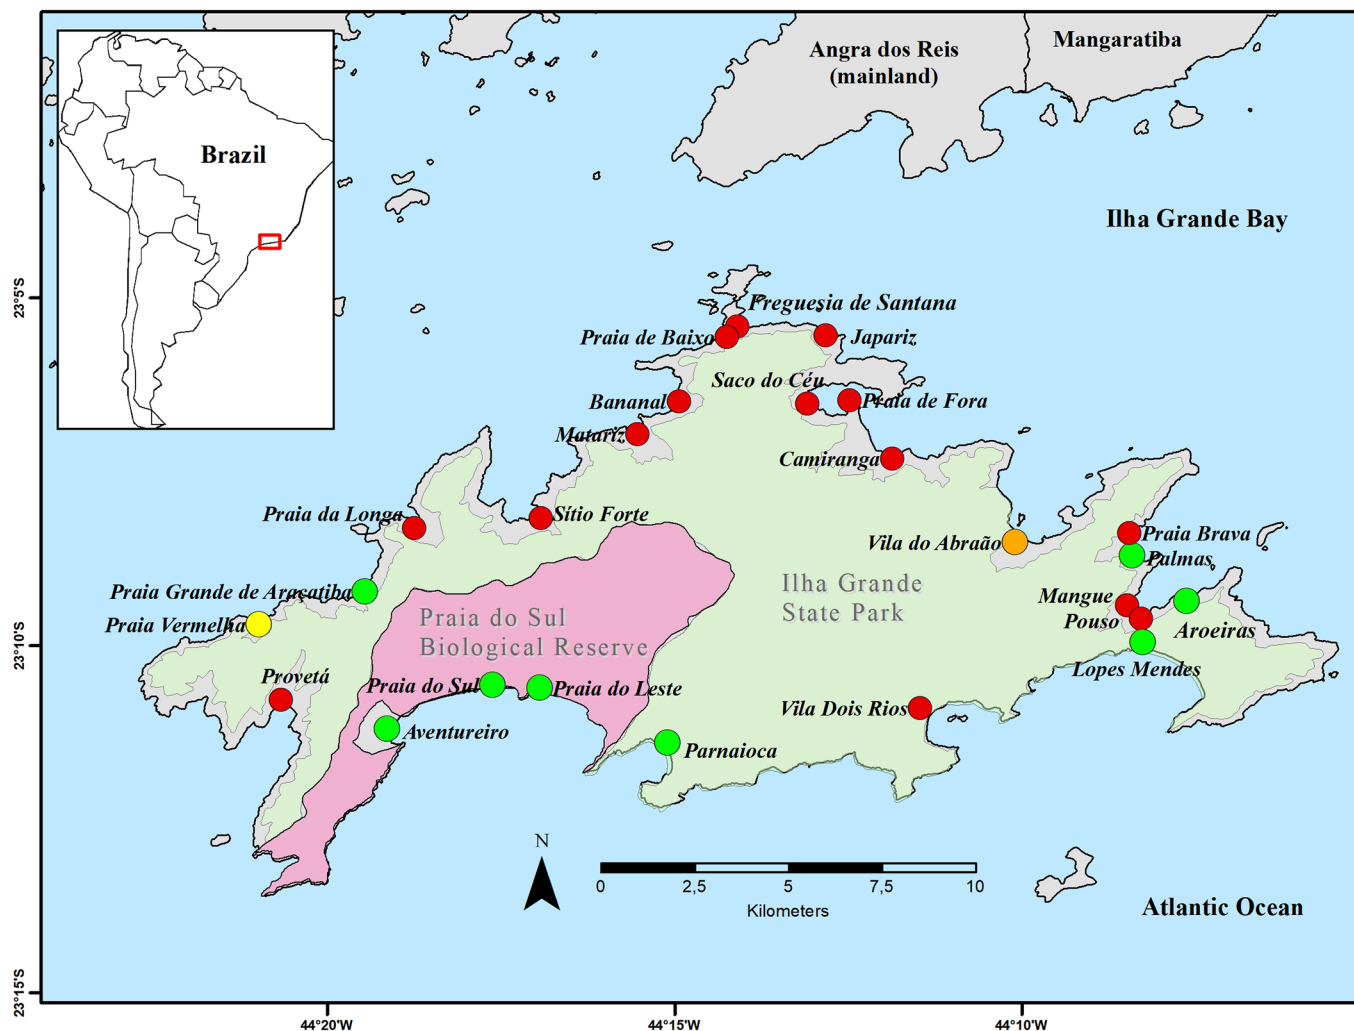 Angra dos Reis
(mainland)
Mangaratiba
Brazil
Ilha Grande Bay
23°5'S
Freguesia de Santana
Praia de Baixo
Japariz
Saco do Céu
Bananal
Praia de Fora
Matariz
Camiranga
Praia da Longa
Sítio Forte
Vila do Abraão
Praia Brava
Palmas
Praia Grande de Araçatiba
Ilha Grande
State Park
Mangue
Praia Vermelha
Praia do Sul
Biological Reserve
Pouso
Aroeiras
23°10'S
Lopes Mendes
Provetá
Praia do Sul
Praia do Leste
Vila Dois Rios
Aventureiro
Parnaioca
N
0
2,5
5
7,5
10
Kilometers
Atlantic Ocean
23°15'S
44°20'W
44°15'W
44°10'W